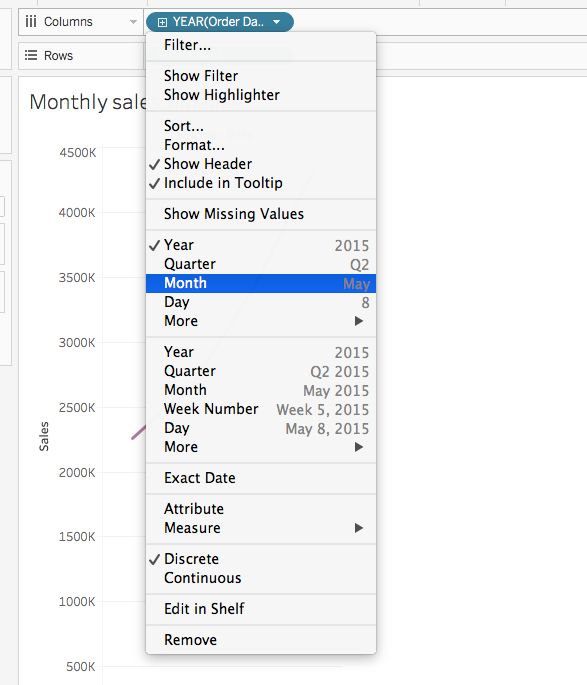 Columns
YEAR(Order Da..
Rows
Filter...
Show Filter
Show Highlighter
Sort...
Format...
Show Header
Include in Tooltip
Show Missing Values
Year 2015
Quarter Q2
Month May
Day 8
More
Year 2015
Quarter Q2 2015
Month May 2015
Week Number Week 5, 2015
Day May 8, 2015
More
Exact Date
Attribute
Measure
Discrete
Continuous
Edit in Shelf
Remove
Monthly sale
4500K
4000K
3500K
3000K
2500K
2000K
1500K
1000K
500K
Sales